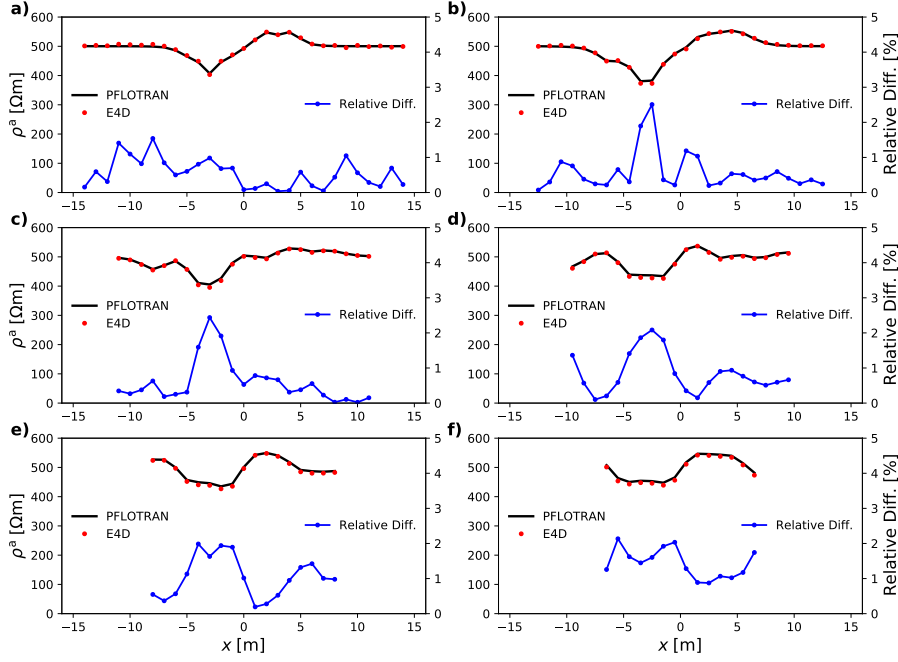 a)
600
500
400
300
200
100
0
ρᵃ [Ωm]
PFLOTRAN
E4D
Relative Diff.
5
4
3
2
1
0
−15 −10 −5 0 5 10 15
b)
600
500
400
300
200
100
0
PFLOTRAN
E4D
Relative Diff.
5
4
3
2
1
0
Relative Diff. [%]
−15 −10 −5 0 5 10 15
c)
600
500
400
300
200
100
0
ρᵃ [Ωm]
PFLOTRAN
E4D
Relative Diff.
5
4
3
2
1
0
−15 −10 −5 0 5 10 15
d)
600
500
400
300
200
100
0
PFLOTRAN
E4D
Relative Diff.
5
4
3
2
1
0
Relative Diff. [%]
−15 −10 −5 0 5 10 15
e)
600
500
400
300
200
100
0
ρᵃ [Ωm]
PFLOTRAN
E4D
Relative Diff.
5
4
3
2
1
0
−15 −10 −5 0 5 10 15
x [m]
f)
600
500
400
300
200
100
0
PFLOTRAN
E4D
Relative Diff.
5
4
3
2
1
0
Relative Diff. [%]
−15 −10 −5 0 5 10 15
x [m]